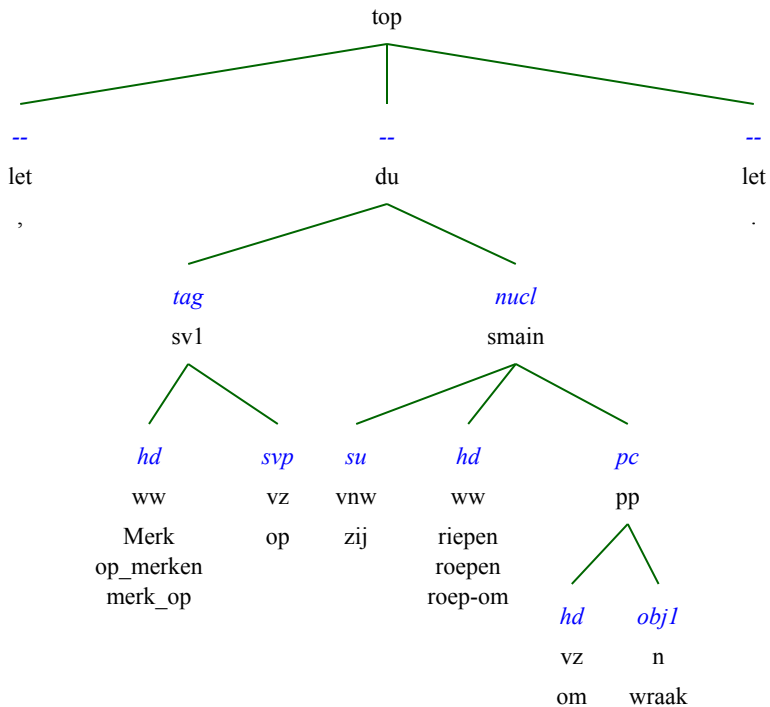 top
-- -- --
let du let
, .
tag nucl
sv1 smain
hd svp su hd pc
ww vz vnw ww pp
Merk op zij riepen
op_merken roepen
merk_op roep-om
hd obj1
vz n
om wraak